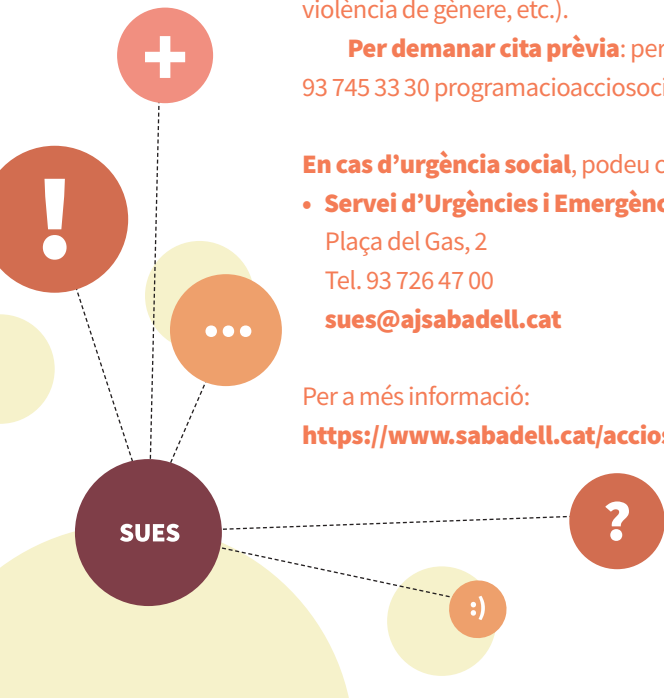 violència de gènere, etc.).
Per demanar cita prèvia: per
93 745 33 30 programacioacciosoci
En cas d’urgència social, podeu
• Servei d’Urgències i Emergènc
Plaça del Gas, 2
Tel. 93 726 47 00
sues@ajsabadell.cat
Per a més informació:
https://www.sabadell.cat/accios
+
!
...
SUES
?
:)